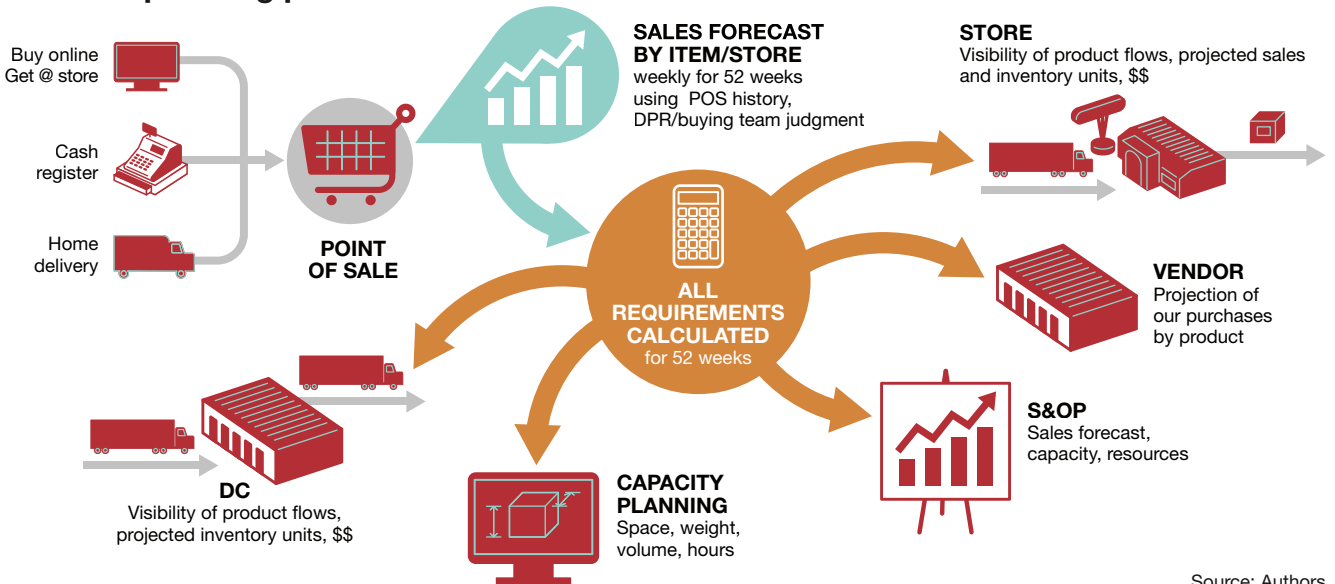 Buy online
Get @ store
Cash
register
Home
delivery
POINT
OF SALE
SALES FORECAST
BY ITEM/STORE
weekly for 52 weeks
using POS history,
DPR/buying team judgment
STORE
Visibility of product flows, projected sales
and inventory units, $$
ALL
REQUIREMENTS
CALCULATED
for 52 weeks
VENDOR
Projection of
our purchases
by product
S&OP
Sales forecast,
capacity, resources
CAPACITY
PLANNING
Space, weight,
volume, hours
DC
Visibility of product flows,
projected inventory units, $$
Source: Authors